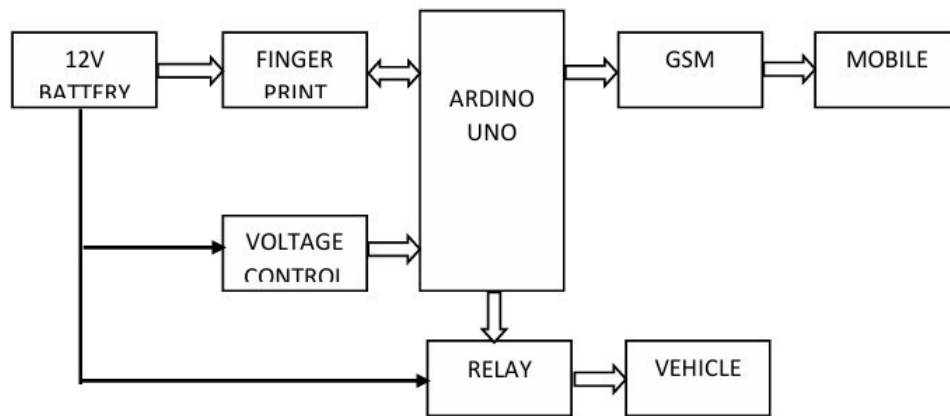 12V
BATTERY
FINGER
PRINT
ARDINO
UNO
GSM
MOBILE
VOLTAGE
CONTROL
RELAY
VEHICLE